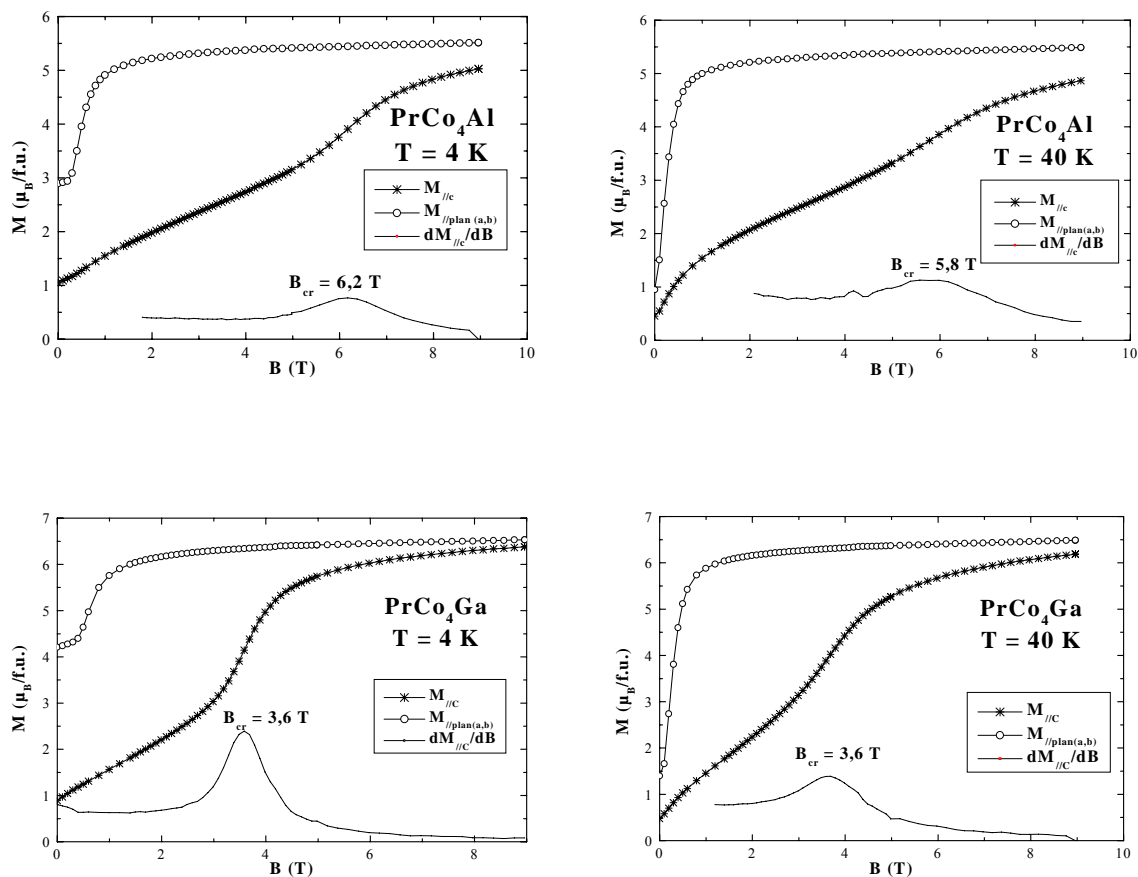 6
5
4
3
2
1
0
M (μB/f.u.)
PrCo4Al
T = 4 K
M//c
M//plan (a,b)
dM//c/dB
Bcr = 6,2 T
0 2 4 6 8 10
B (T)
6
5
4
3
2
1
0
M (μB/f.u.)
PrCo4Al
T = 40 K
M//c
M//plan(a,b)
dM//c/dB
Bcr = 5,8 T
0 2 4 6 8 10
B (T)
7
6
5
4
3
2
1
0
M (μB/f.u.)
PrCo4Ga
T = 4 K
M//C
M//plan(a,b)
dM//C/dB
Bcr = 3,6 T
0 2 4 6 8
B (T)
7
6
5
4
3
2
1
0
M (μB/f.u.)
PrCo4Ga
T = 40 K
M//C
M//plan(a,b)
dM//C/dB
Bcr = 3,6 T
0 2 4 6 8 10
B (T)